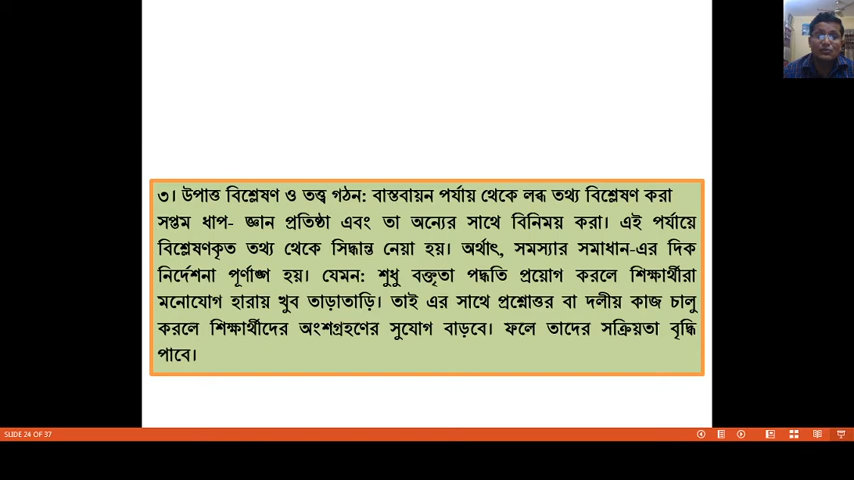 ৩। উপাত্ত বিশ্লেষণ ও তত্ত্ব গঠন: বাস্তবায়ন পর্যায় থেকে লব্ধ তথ্য বিশ্লেষণ করা
সপ্তম ধাপ- জ্ঞান প্রতিষ্ঠা এবং তা অন্যের সাথে বিনিময় করা। এই পর্যায়ে
বিশ্লেষণকৃত তথ্য থেকে সিদ্ধান্ত নেয়া হয়। অর্থাৎ, সমস্যার সমাধান-এর দিক
নির্দেশনা পূর্ণাঙ্গ হয়। যেমন: শুধু বক্তৃতা পদ্ধতি প্রয়োগ করলে শিক্ষার্থীরা
মনোযোগ হারায় খুব তাড়াতাড়ি। তাই এর সাথে প্রশ্নোত্তর বা দলীয় কাজ চালু
করলে শিক্ষার্থীদের অংশগ্রহণের সুযোগ বাড়বে। ফলে তাদের সক্রিয়তা বৃদ্ধি
পাবে।
SLIDE 24 OF 37